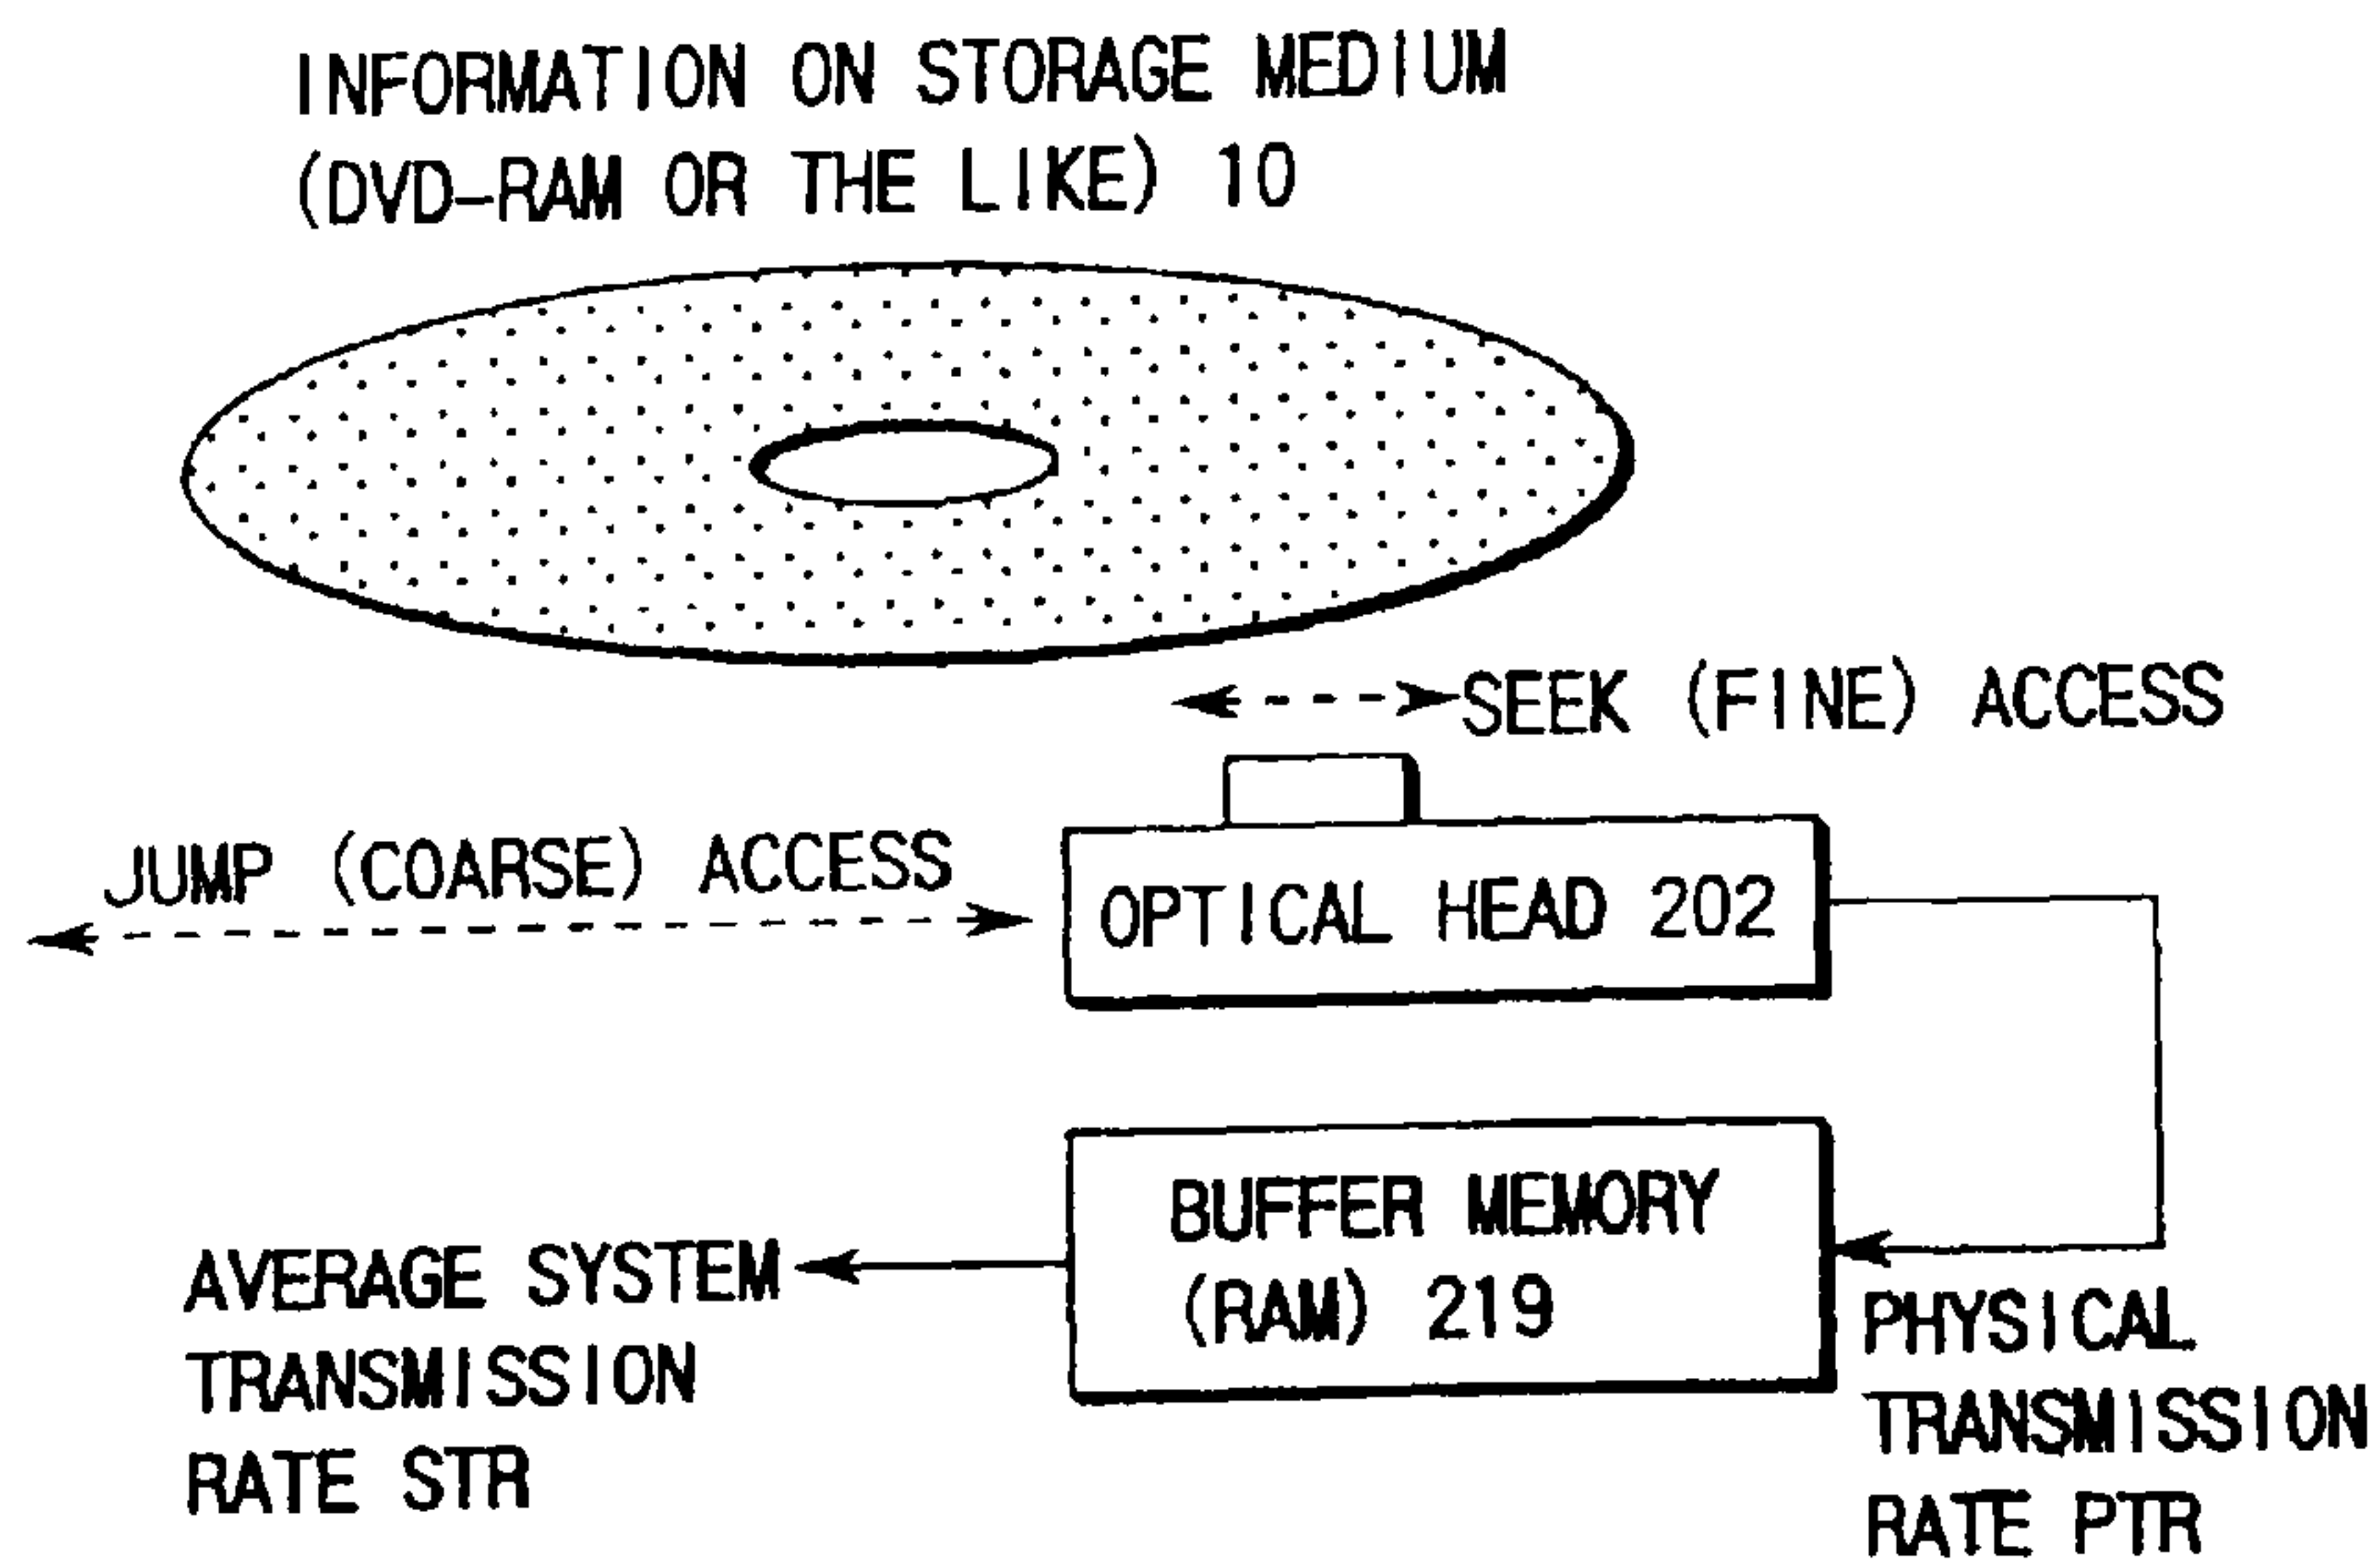 INFORMATION ON STORAGE MEDIUM
(DVD-RAM OR THE LIKE) 10
SEEK (FINE) ACCESS
JUMP (COARSE) ACCESS
OPTICAL HEAD 202
BUFFER MEMORY
(RAM) 219
AVERAGE SYSTEM
TRANSMISSION
RATE STR
PHYSICAL
TRANSMISSION
RATE PTR